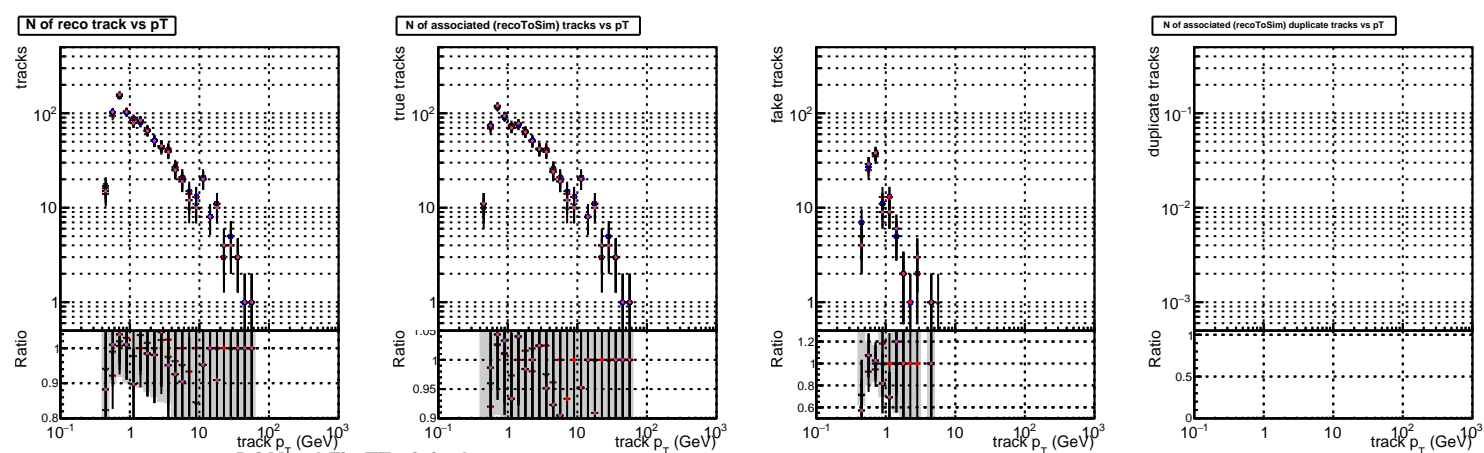 N of reco track vs pT
tracks
10²
10
1
Ratio
1
0.9
0.8
10⁻¹ 1 10 10² 10³
track p_T (GeV)
N of associated (recoToSim) tracks vs pT
true tracks
10²
10
1
Ratio
1.05
1
0.95
0.9
10⁻¹ 1 10 10² 10³
track p_T (GeV)
fake tracks
10²
10
1
Ratio
1.2
1
0.8
0.6
10⁻¹ 1 10 10² 10³
track p_T (GeV)
N of associated (recoToSim) duplicate tracks vs pT
duplicate tracks
10⁻¹
10⁻²
10⁻³
Ratio
1
0.5
0
10⁻¹ 1 10 10² 10³
track p_T (GeV)